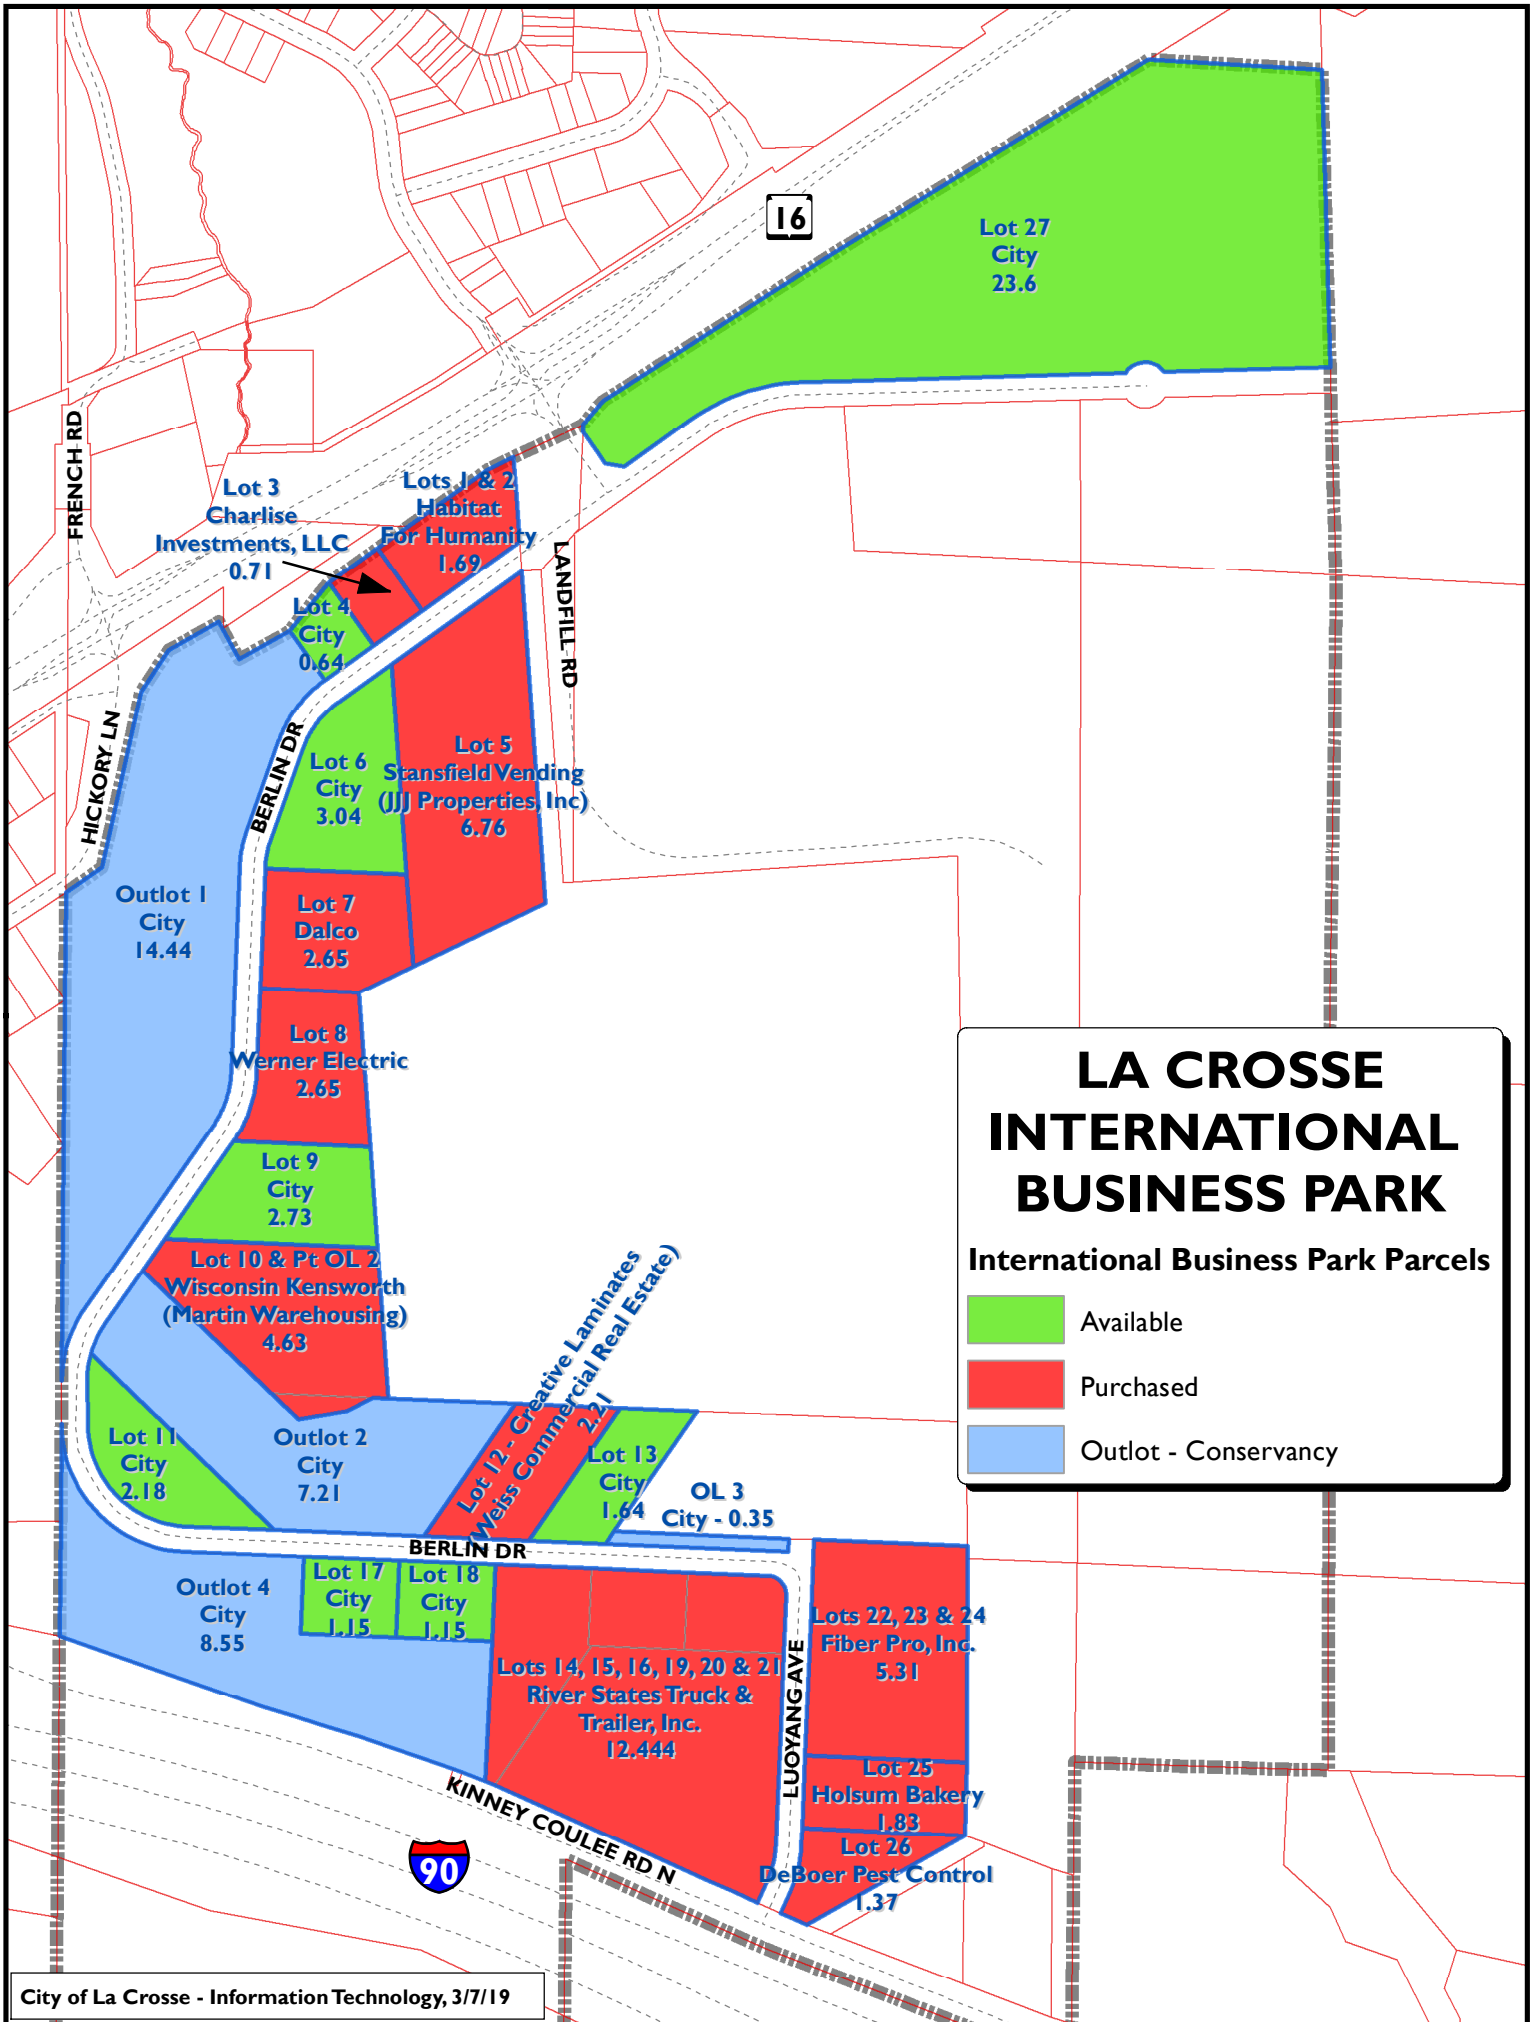 16
Lot 27
City
23.6
FRENCH RD
Lot 3
Charlise
Investments, LLC
0.71
Lots 1 & 2
Habitat
For Humanity
1.69
LANDFILL RD
Lot 4
City
0.64
HICKORY LN
BERLIN DR
Lot 6
City
3.04
Lot 5
Stansfield Vending
(JJJ Properties, Inc)
6.76
Outlot 1
City
14.44
Lot 7
Dalco
2.65
Lot 8
Werner Electric
2.65
Lot 9
City
2.73
Lot 10 & Pt OL 2
Wisconsin Kensworth
(Martin Warehousing)
4.63
Lot 12 - Creative Laminates
(Weiss Commercial Real Estate)
2.21
Lot 11
City
2.18
Outlot 2
City
7.21
Lot 13
City
1.64
OL 3
City - 0.35
BERLIN DR
Outlot 4
City
8.55
Lot 17
City
1.15
Lot 18
City
1.15
Lots 14, 15, 16, 19, 20 & 21
River States Truck &
Trailer, Inc.
12.444
LUOYANG AVE
Lots 22, 23 & 24
Fiber Pro, Inc.
5.31
Lot 25
Holsum Bakery
1.83
Lot 26
DeBoer Pest Control
1.37
KINNEY COULEE RD N
90
LA CROSSE
INTERNATIONAL
BUSINESS PARK
International Business Park Parcels
Available
Purchased
Outlot - Conservancy
City of La Crosse - Information Technology, 3/7/19